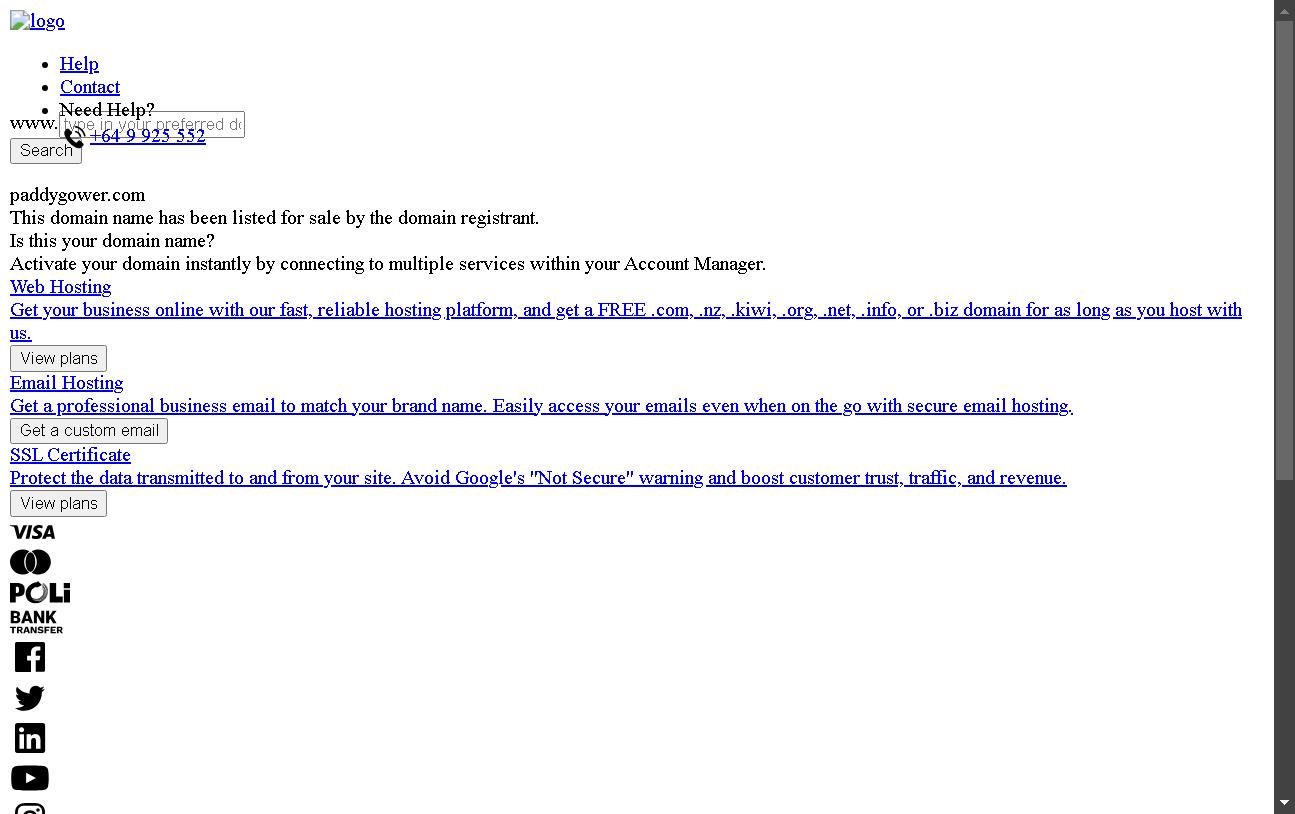 logo
Help
Contact
Need Help?
www. type in your preferred do
+64 9 925 552
Search
paddygower.com
This domain name has been listed for sale by the domain registrant.
Is this your domain name?
Activate your domain instantly by connecting to multiple services within your Account Manager.
Web Hosting
Get your business online with our fast, reliable hosting platform, and get a FREE .com, .nz, .kiwi, .org, .net, .info, or .biz domain for as long as you host with
us.
View plans
Email Hosting
Get a professional business email to match your brand name. Easily access your emails even when on the go with secure email hosting.
Get a custom email
SSL Certificate
Protect the data transmitted to and from your site. Avoid Google's "Not Secure" warning and boost customer trust, traffic, and revenue.
View plans
VISA
POLi
BANK
TRANSFER